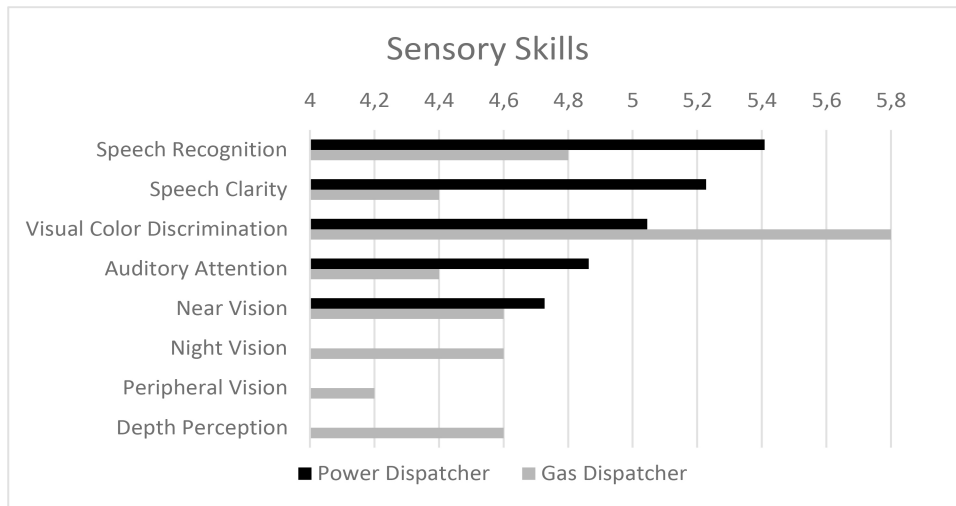 Sensory Skills
4 4,2 4,4 4,6 4,8 5 5,2 5,4 5,6 5,8
Speech Recognition
Speech Clarity
Visual Color Discrimination
Auditory Attention
Near Vision
Night Vision
Peripheral Vision
Depth Perception
Power Dispatcher Gas Dispatcher